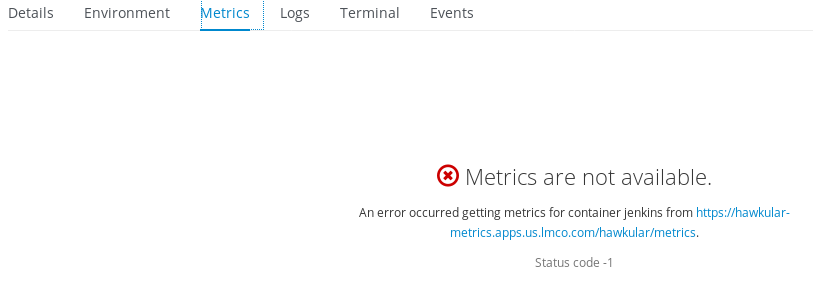 Details Environment Metrics Logs Terminal Events
Metrics are not available.
An error occurred getting metrics for container jenkins from https://hawkular-
metrics.apps.us.lmco.com/hawkular/metrics.
Status code -1